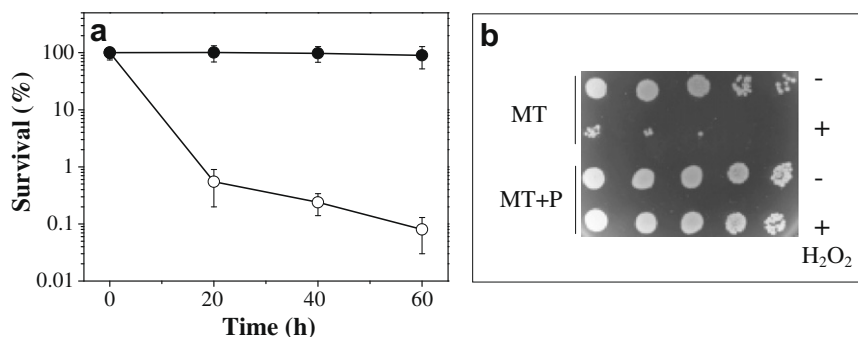 a
Survival (%)
100
10
1
0.1
0.01
0
20
40
60
Time (h)
b
MT
-
+
MT+P
-
+
H₂O₂